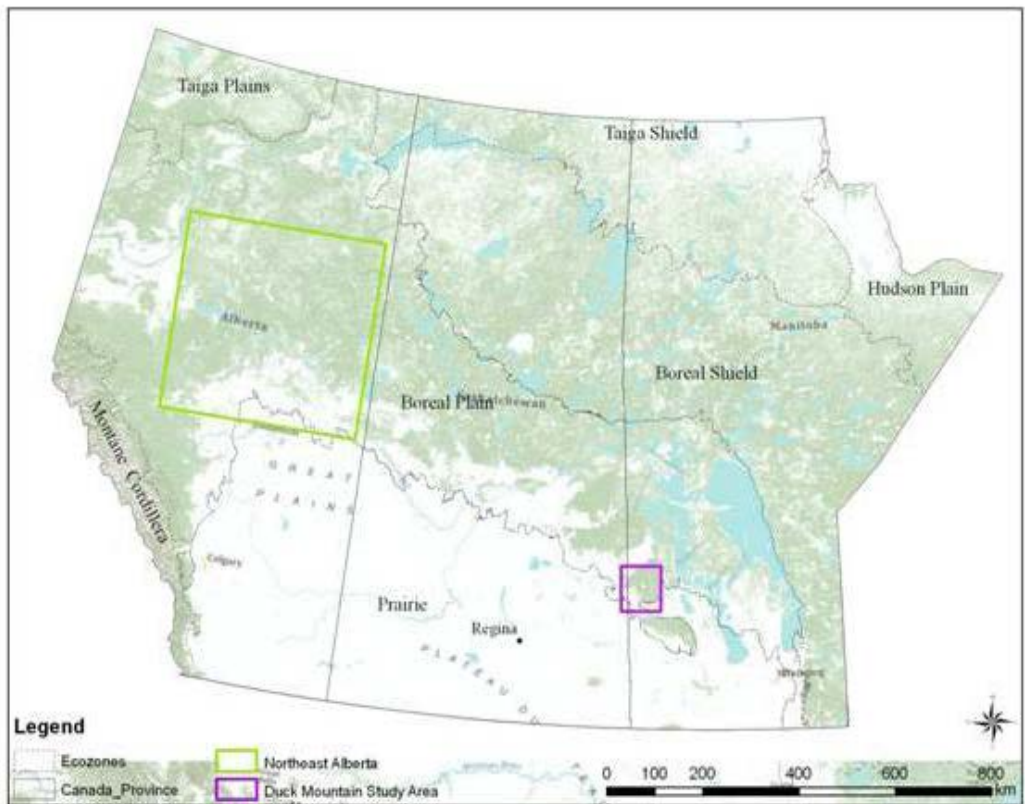 Taiga Plains
Taiga Shield
Hudson Plain
Alberta
Manitoba
Boreal Shield
Boreal Plain
Montane Cordillera
GREAT
PLAINS
Calgary
Prairie
Regina
PLATEAU
Legend
Ecozones
Northeast Alberta
Canada_Province
Duck Mountain Study Area
0 100 200 400 600 800
km